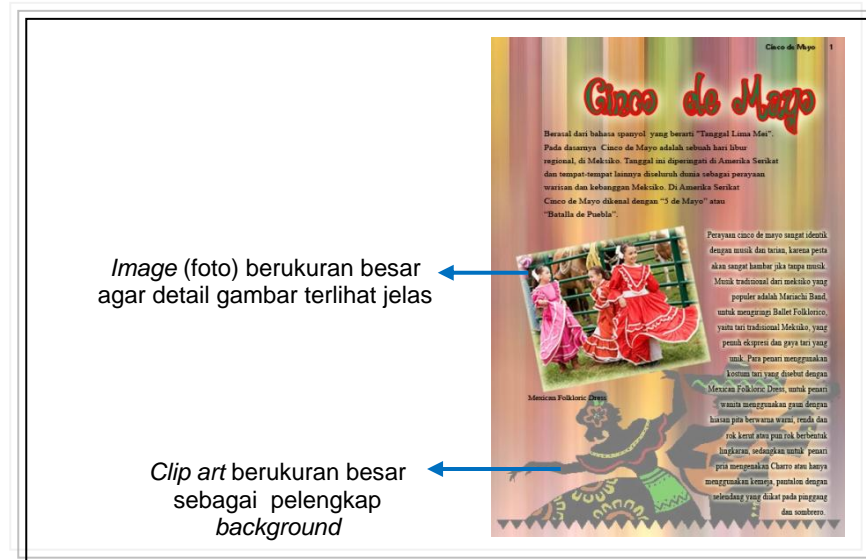 Cinco de Mayo 1
Cinco de Mayo
Berasal dari bahasa spanyol yang berarti "Tanggal Lima Mei".
Pada dasarnya Cinco de Mayo adalah sebuah hari libur
regional, di Meksiko. Tanggal ini diperingati di Amerika Serikat
dan tempat-tempat lainnya diseluruh dunia sebagai perayaan
warisan dan kebanggan Meksiko. Di Amerika Serikat
Cinco de Mayo dikenal dengan "5 de Mayo" atau
"Batalla de Puebla".
Image (foto) berukuran besar
agar detail gambar terlihat jelas
Perayaan cinco de mayo sangat identik
dengan musik dan tarian, karena pesta
akan sangat hambar jika tanpa musik.
Musik tradisional dari meksiko yang
populer adalah Mariachi Band,
untuk mengiringi Ballet Folklorico,
yaitu tari tradisional Meksiko, yang
penuh ekspresi dan gaya tari yang
unik. Para penari menggunakan
kostum tari yang disebut dengan
Mexican Folkloric Dress, untuk penari
wanita menggunakan gaun dengan
hiasan pita berwarna warni, renda dan
rok kerut atau pun rok berbentuk
lingkaran, sedangkan untuk penari
pria mengenakan Charro atau hanya
menggunakan kemeja, pantalon dengan
selendang yang diikat pada pinggang
dan sombrero.
Mexican Folkloric Dress
Clip art berukuran besar
sebagai pelengkap
background